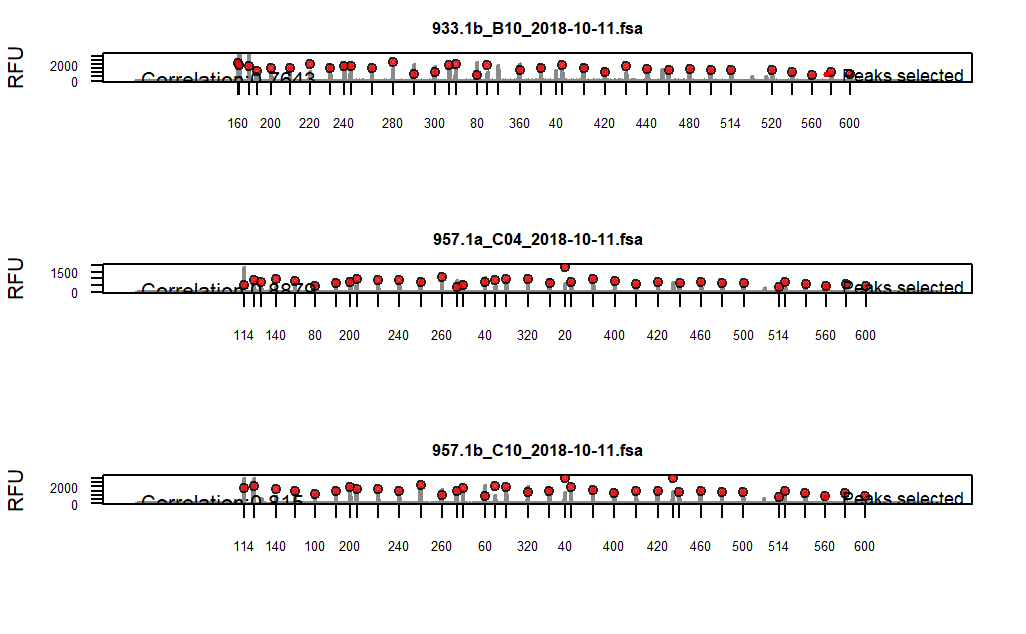 933.1b_B10_2018-10-11.fsa
RFU
2000
0
Correlation:0.7643
Peaks selected
160 200 220 240 280 300 80 360 40 420 440 480 514 520 560 600
957.1a_C04_2018-10-11.fsa
RFU
1500
0
Correlation:0.8879
Peaks selected
114 140 80 200 240 260 40 320 20 400 420 460 500 514 560 600
957.1b_C10_2018-10-11.fsa
RFU
2000
0
Correlation:0.815
Peaks selected
114 140 100 200 240 260 60 320 40 400 420 460 500 514 560 600